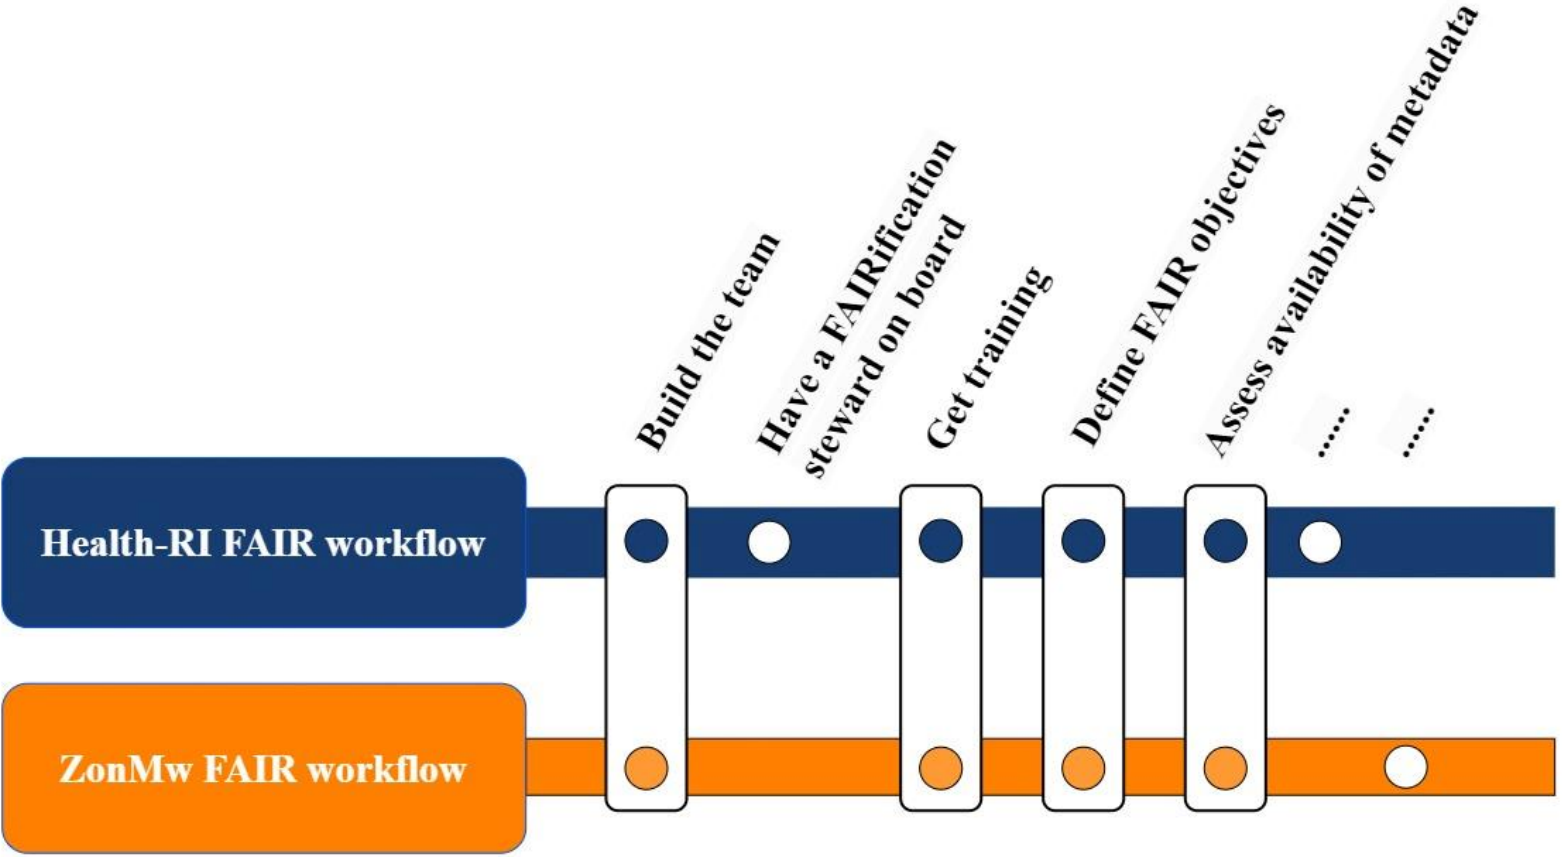 Build the team
Have a FAIRification
steward on board
Get training
Define FAIR objectives
Assess availability of metadata
......
......
Health-RI FAIR workflow
ZonMw FAIR workflow